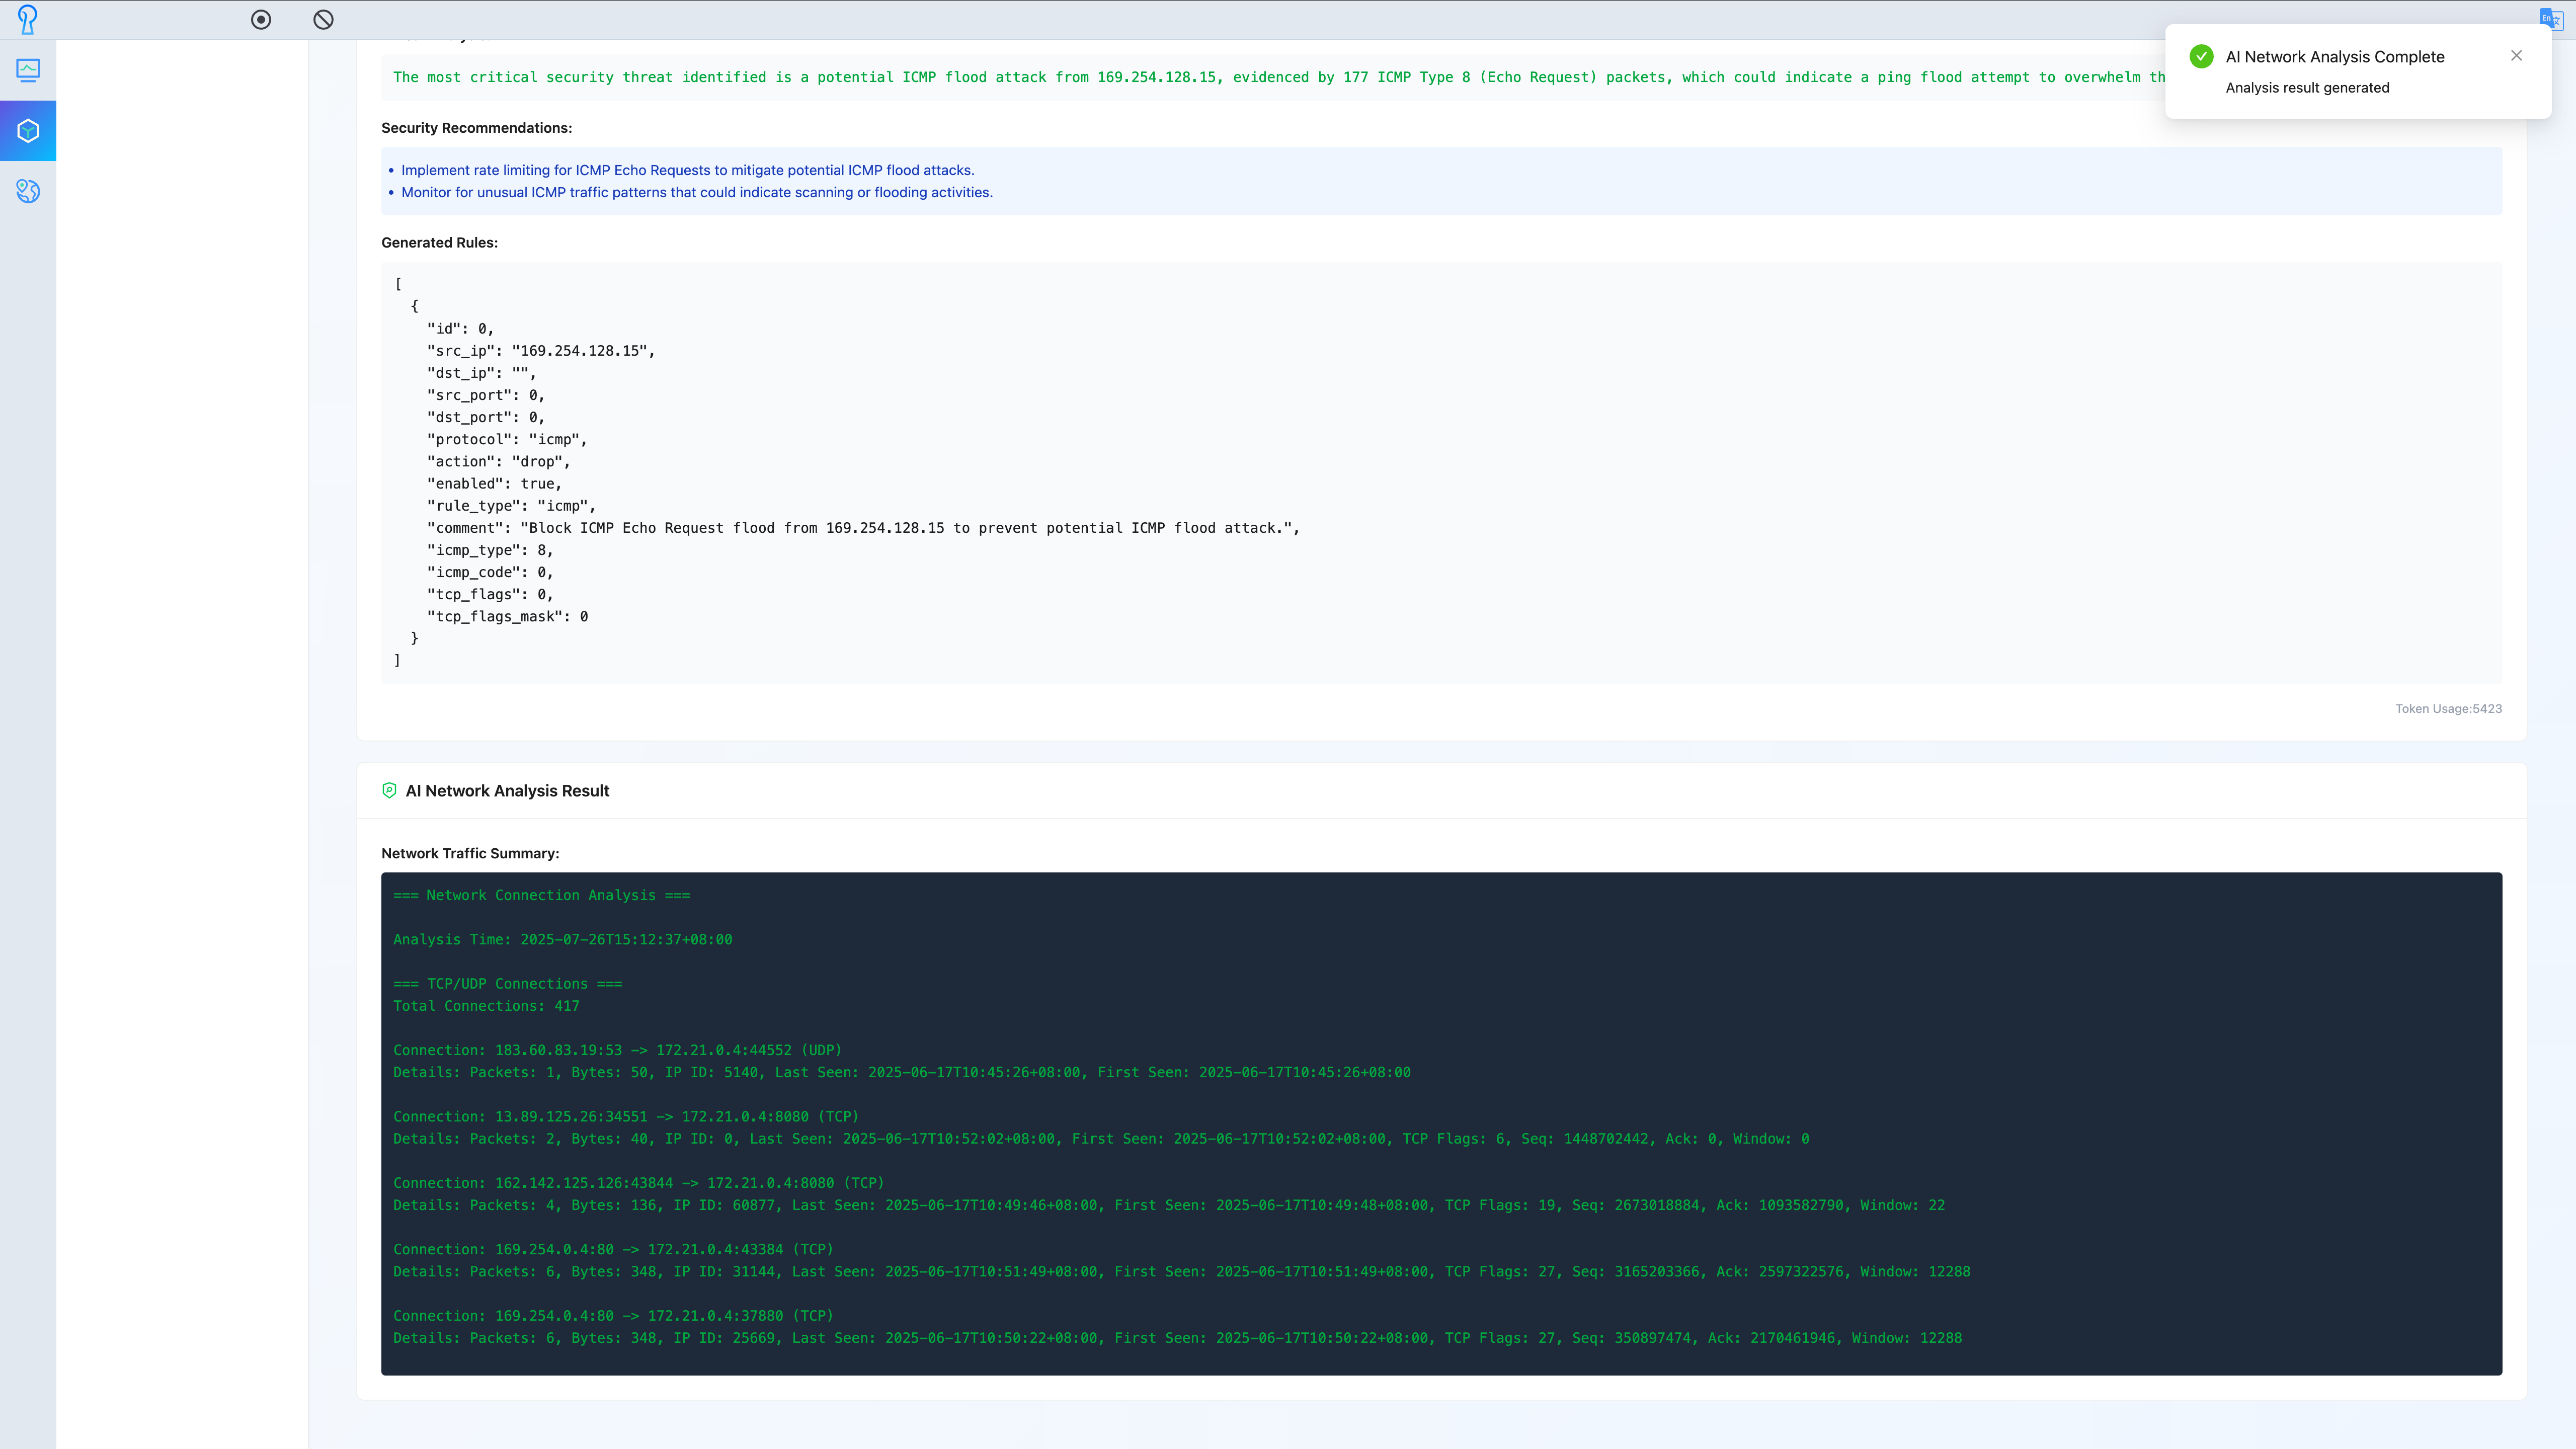 En
AI Network Analysis Complete
Analysis result generated
The most critical security threat identified is a potential ICMP flood attack from 169.254.128.15, evidenced by 177 ICMP Type 8 (Echo Request) packets, which could indicate a ping flood attempt to overwhelm th
Security Recommendations:
• Implement rate limiting for ICMP Echo Requests to mitigate potential ICMP flood attacks.
• Monitor for unusual ICMP traffic patterns that could indicate scanning or flooding activities.
Generated Rules:
[
{
"id": 0,
"src_ip": "169.254.128.15",
"dst_ip": "",
"src_port": 0,
"dst_port": 0,
"protocol": "icmp",
"action": "drop",
"enabled": true,
"rule_type": "icmp",
"comment": "Block ICMP Echo Request flood from 169.254.128.15 to prevent potential ICMP flood attack.",
"icmp_type": 8,
"icmp_code": 0,
"tcp_flags": 0,
"tcp_flags_mask": 0
}
]
Token Usage:5423
AI Network Analysis Result
Network Traffic Summary:
=== Network Connection Analysis ===
Analysis Time: 2025-07-26T15:12:37+08:00
=== TCP/UDP Connections ===
Total Connections: 417
Connection: 183.60.83.19:53 -> 172.21.0.4:44552 (UDP)
Details: Packets: 1, Bytes: 50, IP ID: 5140, Last Seen: 2025-06-17T10:45:26+08:00, First Seen: 2025-06-17T10:45:26+08:00
Connection: 13.89.125.26:34551 -> 172.21.0.4:8080 (TCP)
Details: Packets: 2, Bytes: 40, IP ID: 0, Last Seen: 2025-06-17T10:52:02+08:00, First Seen: 2025-06-17T10:52:02+08:00, TCP Flags: 6, Seq: 1448702442, Ack: 0, Window: 0
Connection: 162.142.125.126:43844 -> 172.21.0.4:8080 (TCP)
Details: Packets: 4, Bytes: 136, IP ID: 60877, Last Seen: 2025-06-17T10:49:46+08:00, First Seen: 2025-06-17T10:49:48+08:00, TCP Flags: 19, Seq: 2673018884, Ack: 1093582790, Window: 22
Connection: 169.254.0.4:80 -> 172.21.0.4:43384 (TCP)
Details: Packets: 6, Bytes: 348, IP ID: 31144, Last Seen: 2025-06-17T10:51:49+08:00, First Seen: 2025-06-17T10:51:49+08:00, TCP Flags: 27, Seq: 3165203366, Ack: 2597322576, Window: 12288
Connection: 169.254.0.4:80 -> 172.21.0.4:37880 (TCP)
Details: Packets: 6, Bytes: 348, IP ID: 25669, Last Seen: 2025-06-17T10:50:22+08:00, First Seen: 2025-06-17T10:50:22+08:00, TCP Flags: 27, Seq: 350897474, Ack: 2170461946, Window: 12288